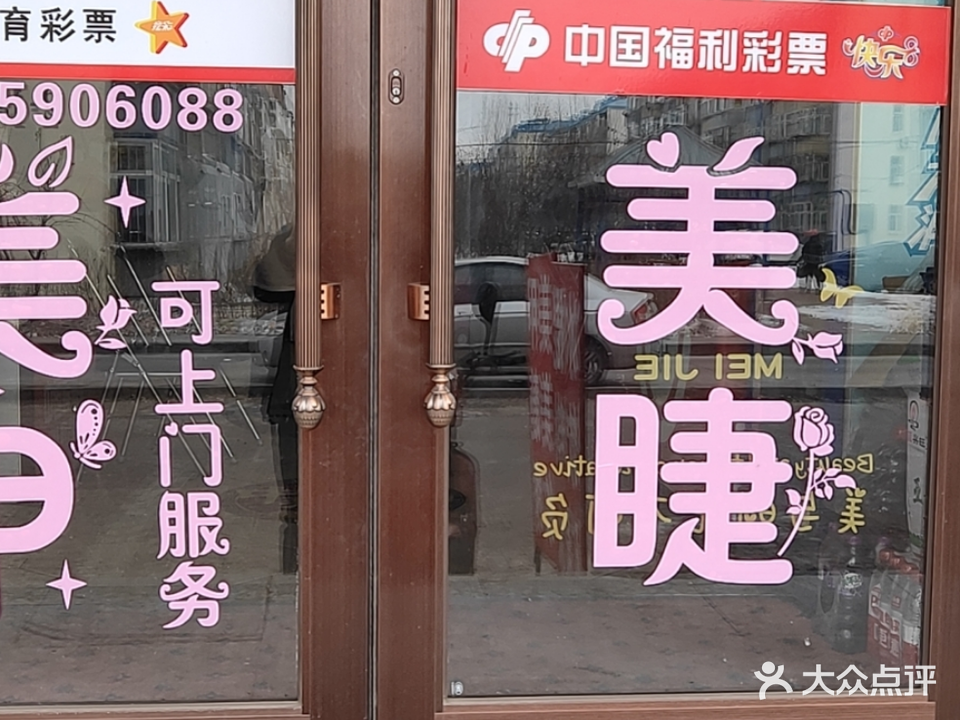 育彩票
中国福利彩票 快乐
5906088
美
可上门服务
美
MEI JIE
睫
大众点评